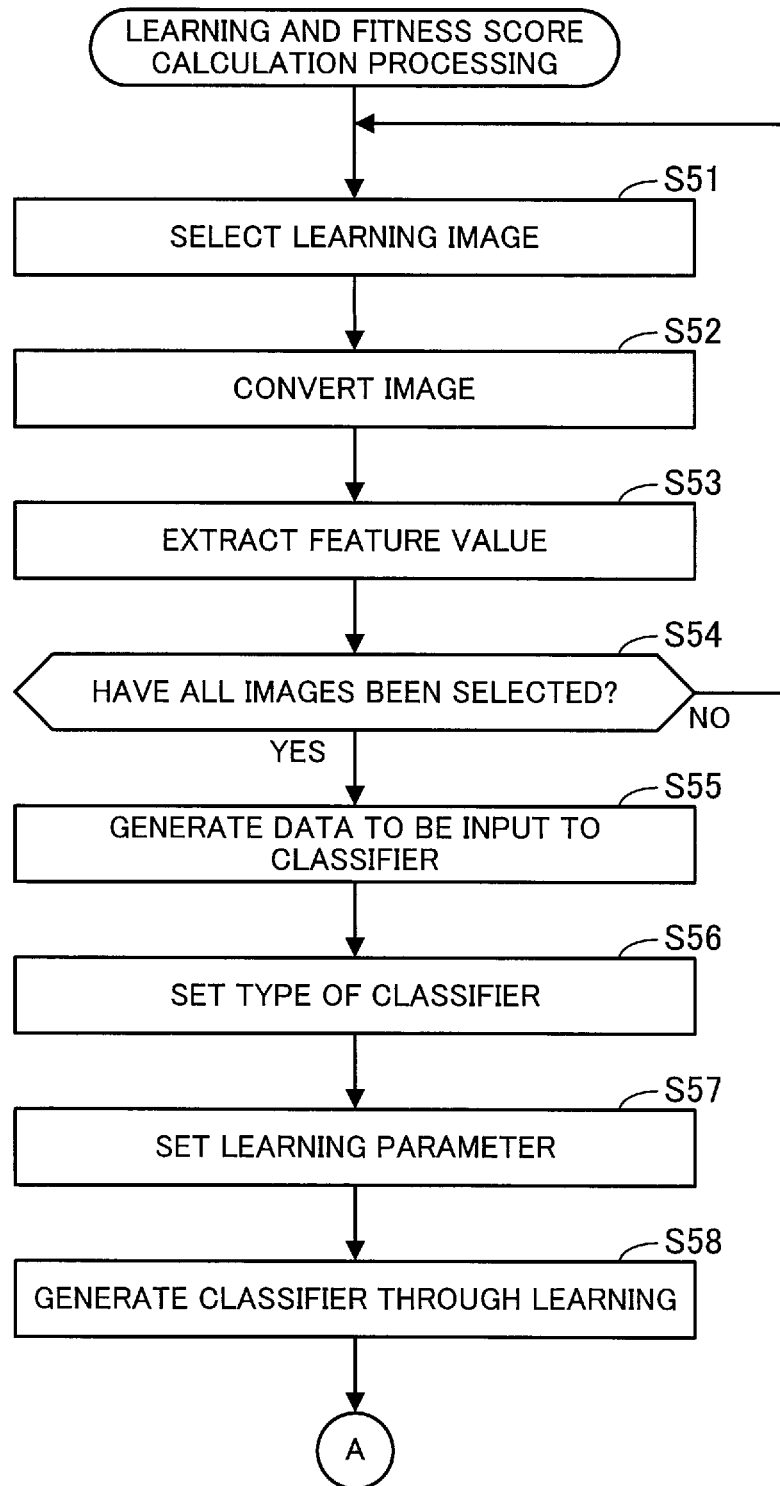 LEARNING AND FITNESS SCORE
CALCULATION PROCESSING
S51
SELECT LEARNING IMAGE
S52
CONVERT IMAGE
S53
EXTRACT FEATURE VALUE
S54
HAVE ALL IMAGES BEEN SELECTED?
NO
YES
S55
GENERATE DATA TO BE INPUT TO
CLASSIFIER
S56
SET TYPE OF CLASSIFIER
S57
SET LEARNING PARAMETER
S58
GENERATE CLASSIFIER THROUGH LEARNING
A